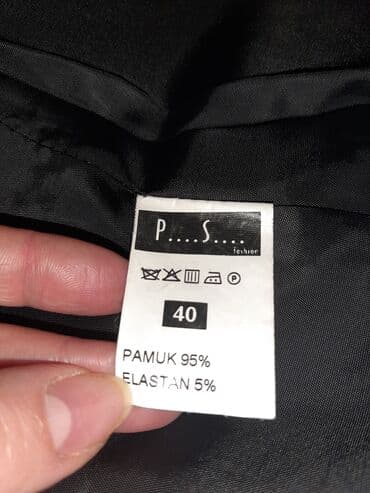 P....S....
fashion
P
40
PAMUK 95%
ELASTAN 5%